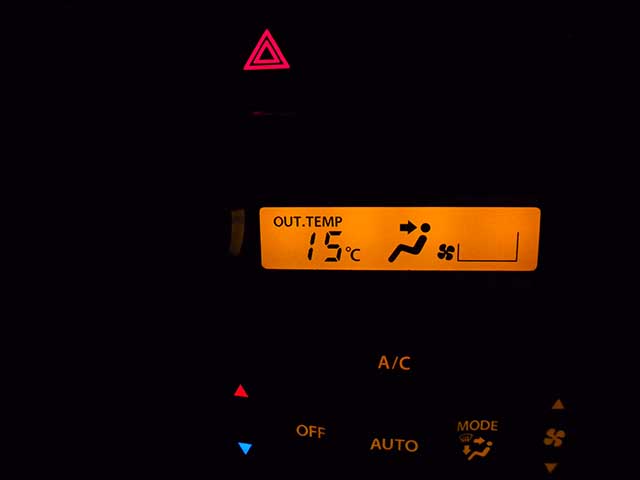 OUT.TEMP
15°C
A/C
OFF
AUTO
MODE